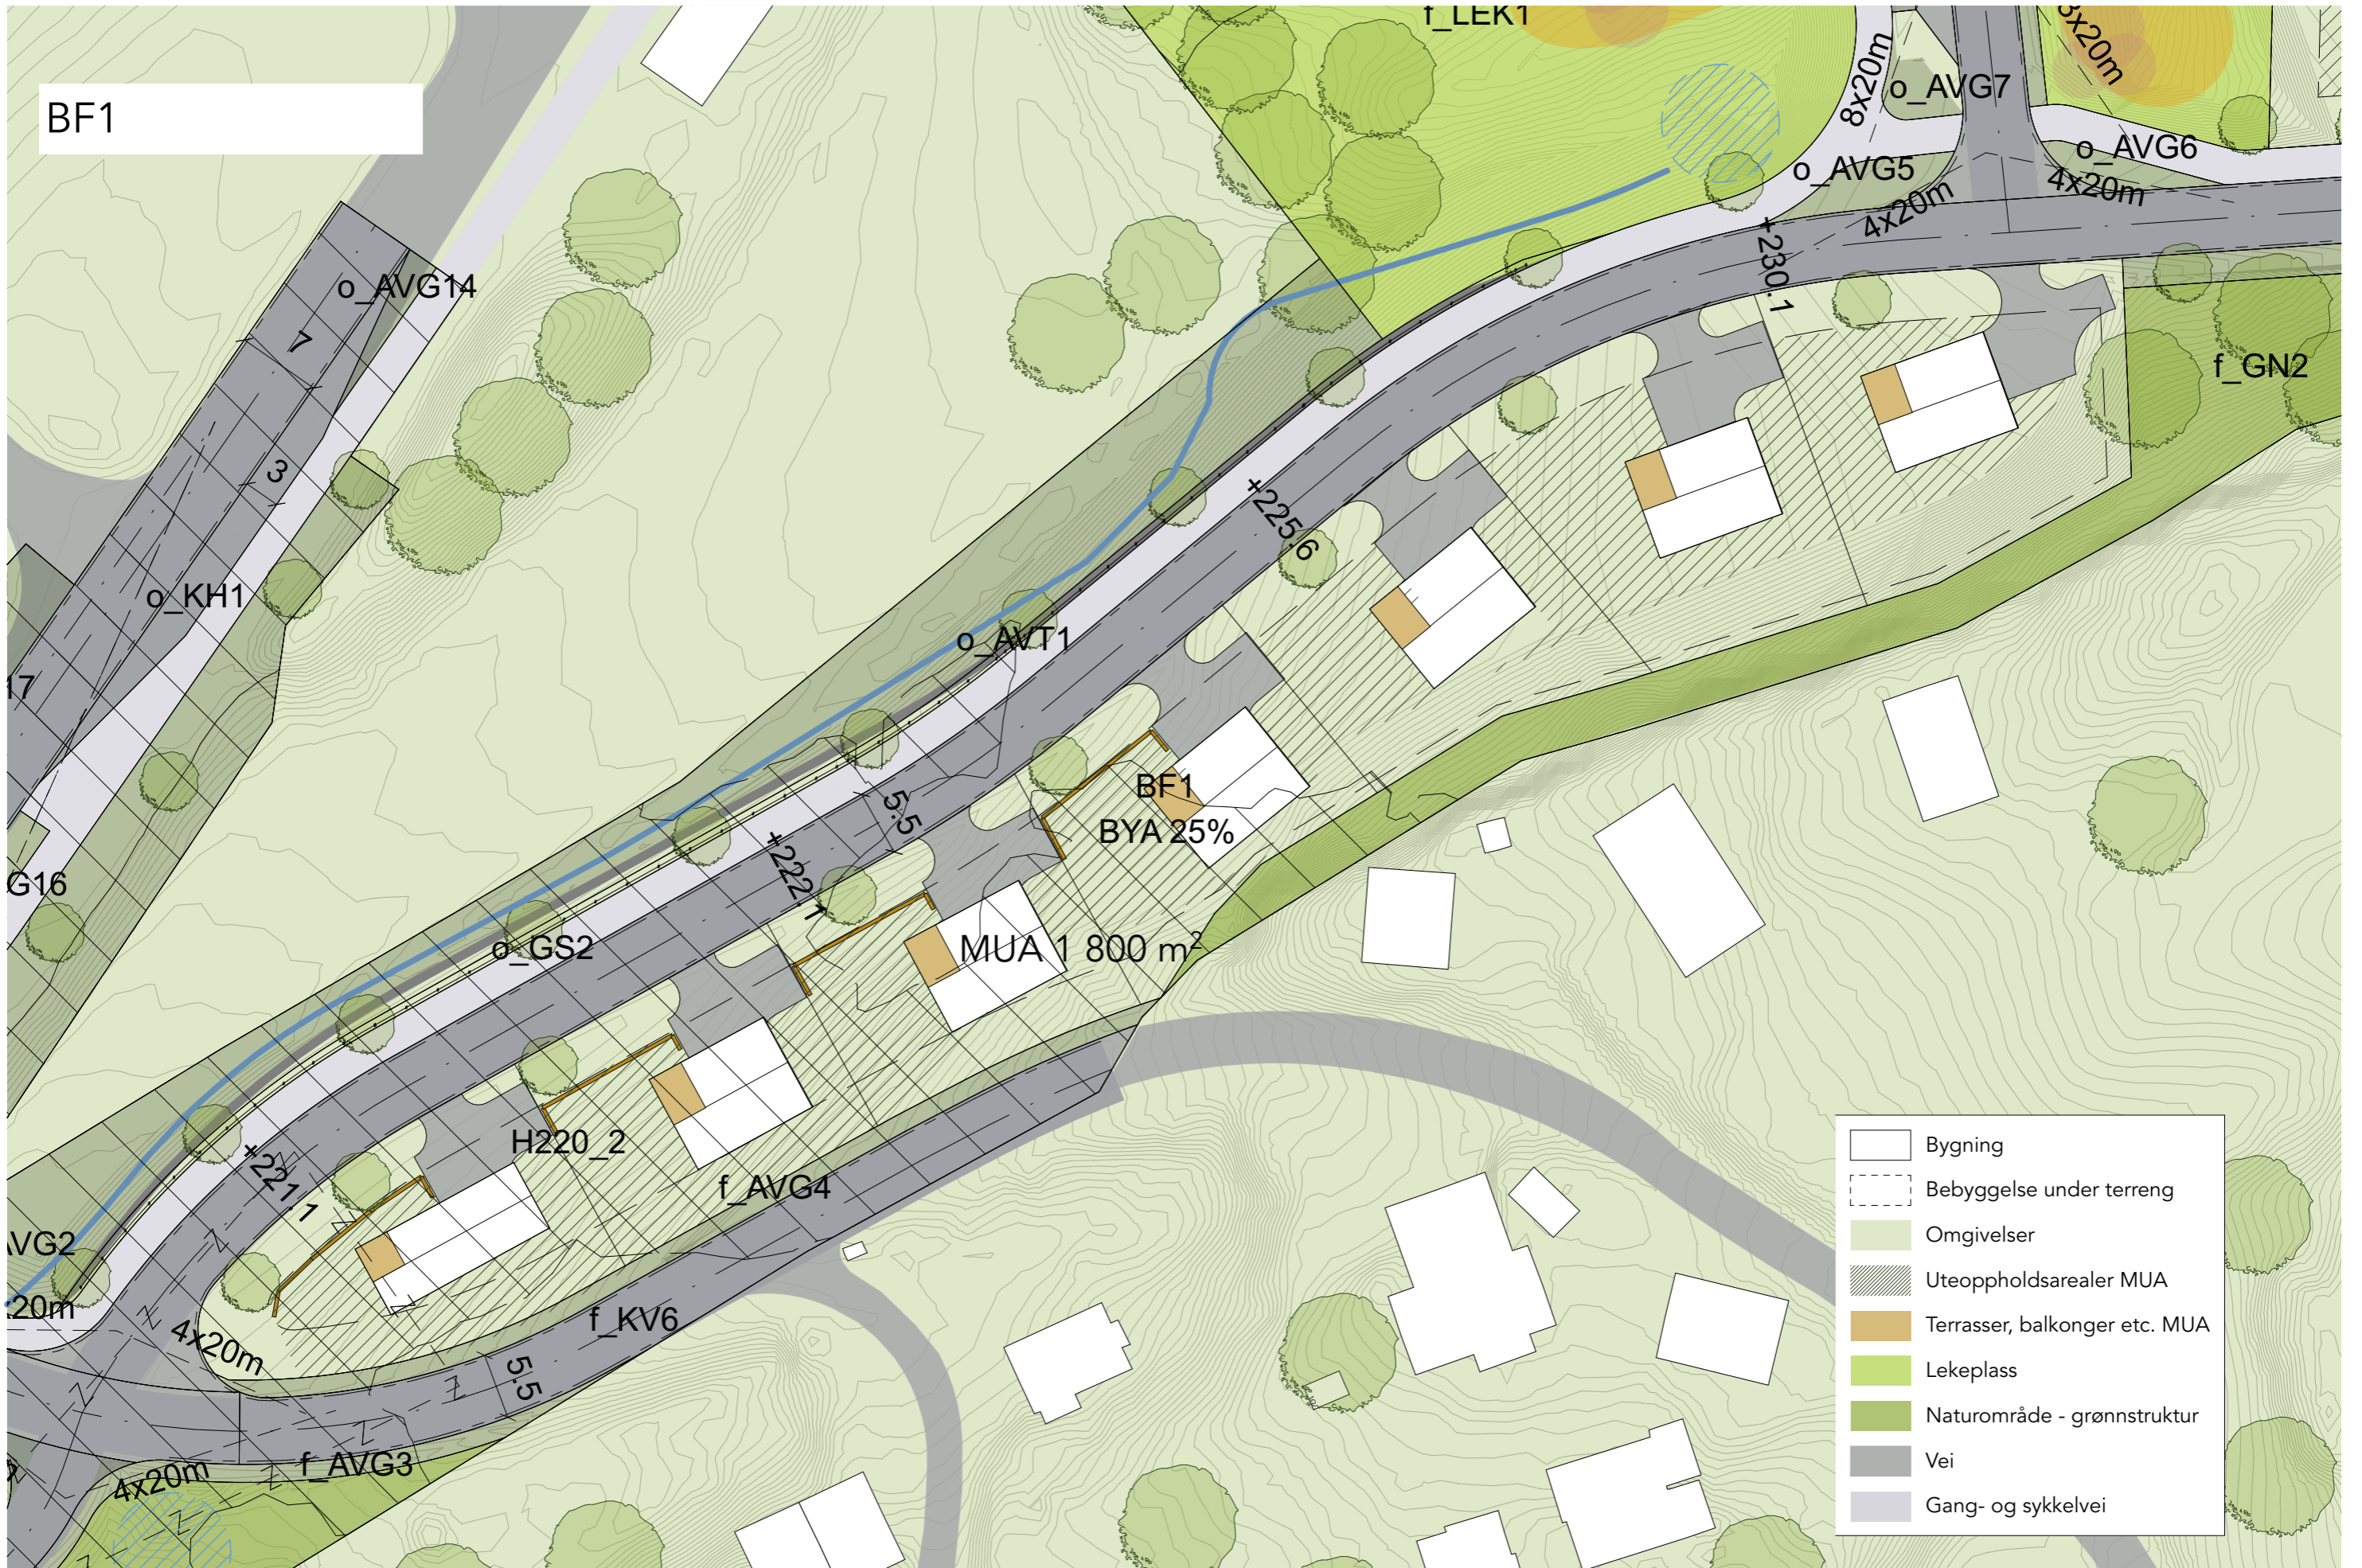 BF1
f_LEK1
8x20m
8x20m
o_AVG7
o_AVG6
o_AVG5
4x20m
4x20m
+230.1
o_AVG14
7
3
f_GN2
+225.6
o_KH1
o_AVT1
17
5.5
BF1
BYA 25%
+222.1
G16
o_GS2
MUA 1 800 m²
H220_2
+221.1
f_AVG4
AVG2
20m
4x20m
f_KV6
5.5
f_AVG3
4x20m
Bygning
Bebyggelse under terreng
Omgivelser
Uteoppholdsarealer MUA
Terrasser, balkonger etc. MUA
Lekeplass
Naturområde - grønnstruktur
Vei
Gang- og sykkelvei